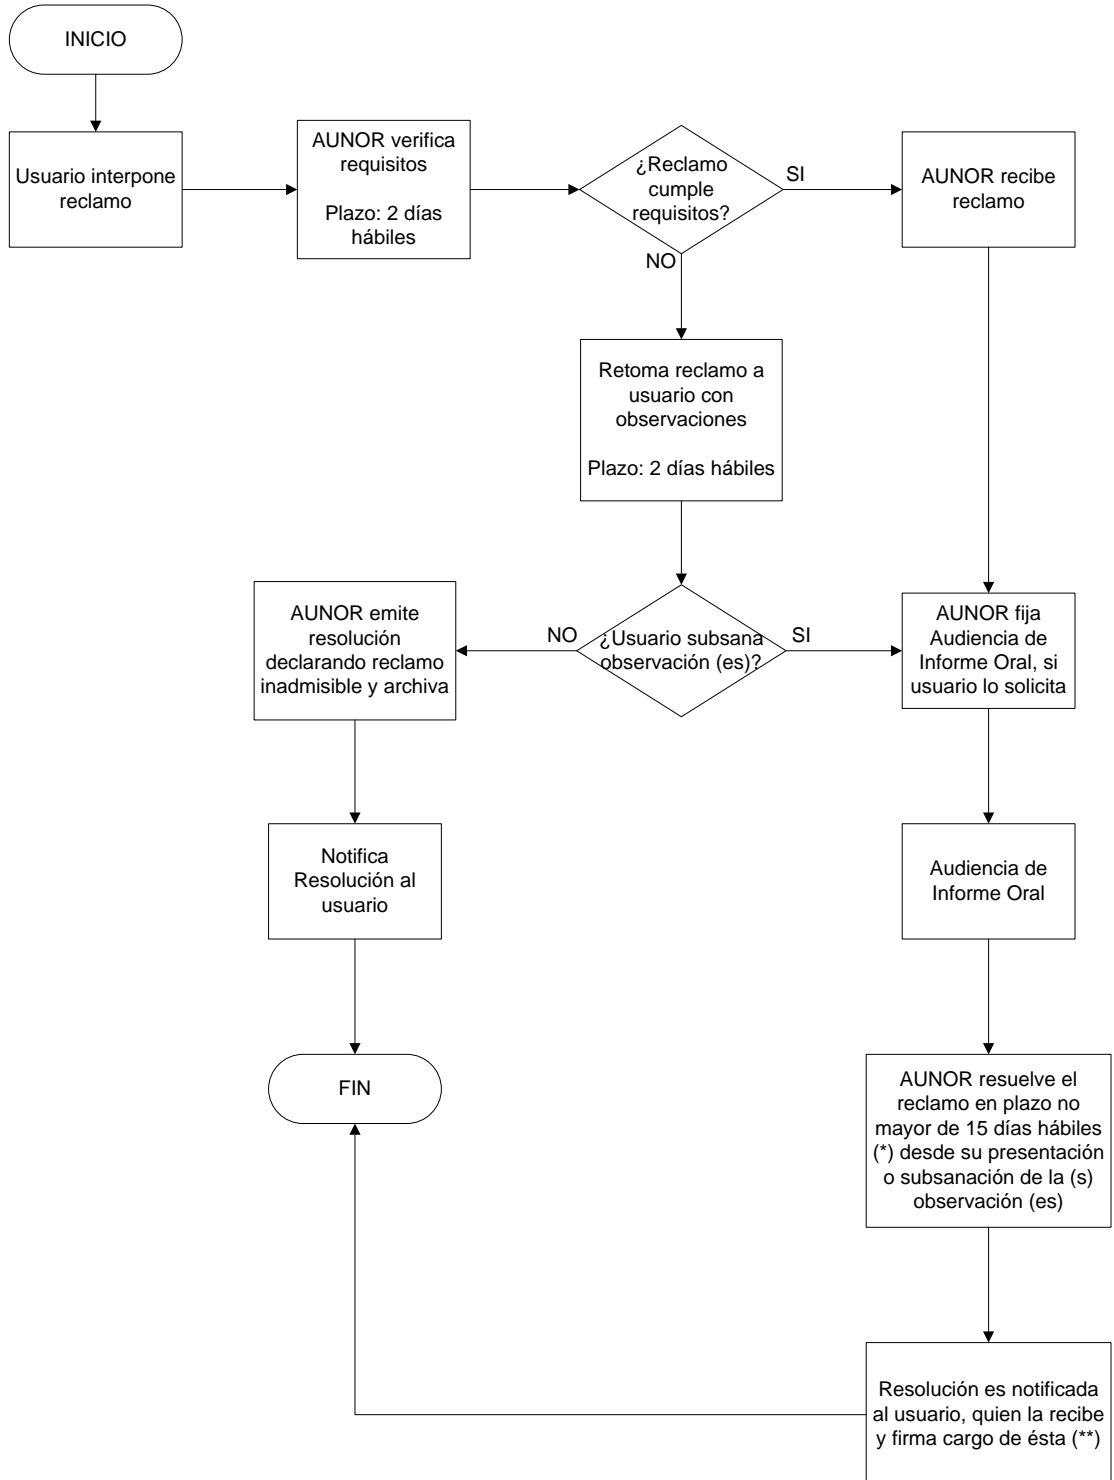 INICIO
Usuario interpone
reclamo
AUNOR verifica
requisitos
Plazo: 2 días
hábiles
¿Reclamo
cumple
requisitos?
SI
NO
AUNOR recibe
reclamo
Retoma reclamo a
usuario con
observaciones
Plazo: 2 días hábiles
¿Usuario subsana
observación (es)?
NO
SI
AUNOR emite
resolución
declarando reclamo
inadmisible y archiva
AUNOR fija
Audiencia de
Informe Oral, si
usuario lo solicita
Notifica
Resolución al
usuario
Audiencia de
Informe Oral
FIN
AUNOR resuelve el
reclamo en plazo no
mayor de 15 días hábiles
(*) desde su presentación
o subsanación de la (s)
observación (es)
Resolución es notificada
al usuario, quien la recibe
y firma cargo de ésta (**)